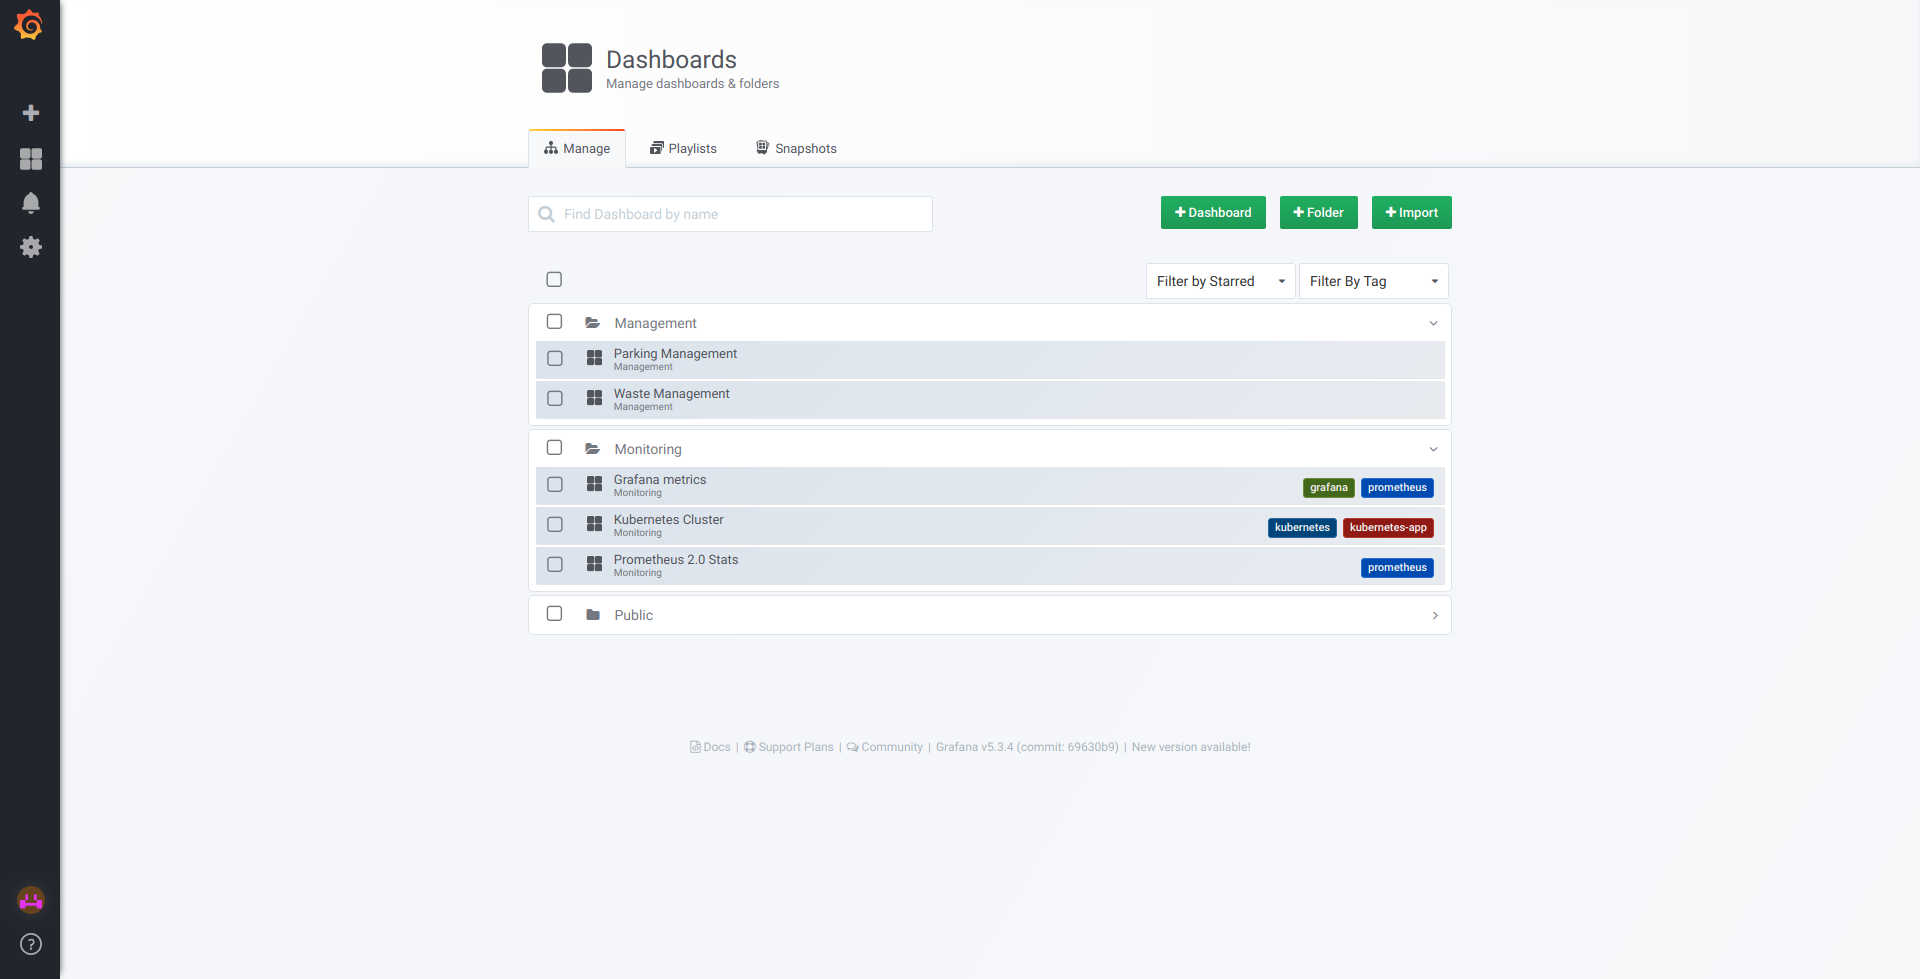 Dashboards
Manage dashboards & folders
Manage
Playlists
Snapshots
Find Dashboard by name
Dashboard
Folder
Import
Filter by Starred
Filter By Tag
Management
Parking Management
Management
Waste Management
Management
Monitoring
Grafana metrics
Monitoring
grafana prometheus
Kubernetes Cluster
Monitoring
kubernetes kubernetes-app
Prometheus 2.0 Stats
Monitoring
prometheus
Public
Docs | Support Plans | Community | Grafana v5.3.4 (commit: 69630b9) | New version available!
?